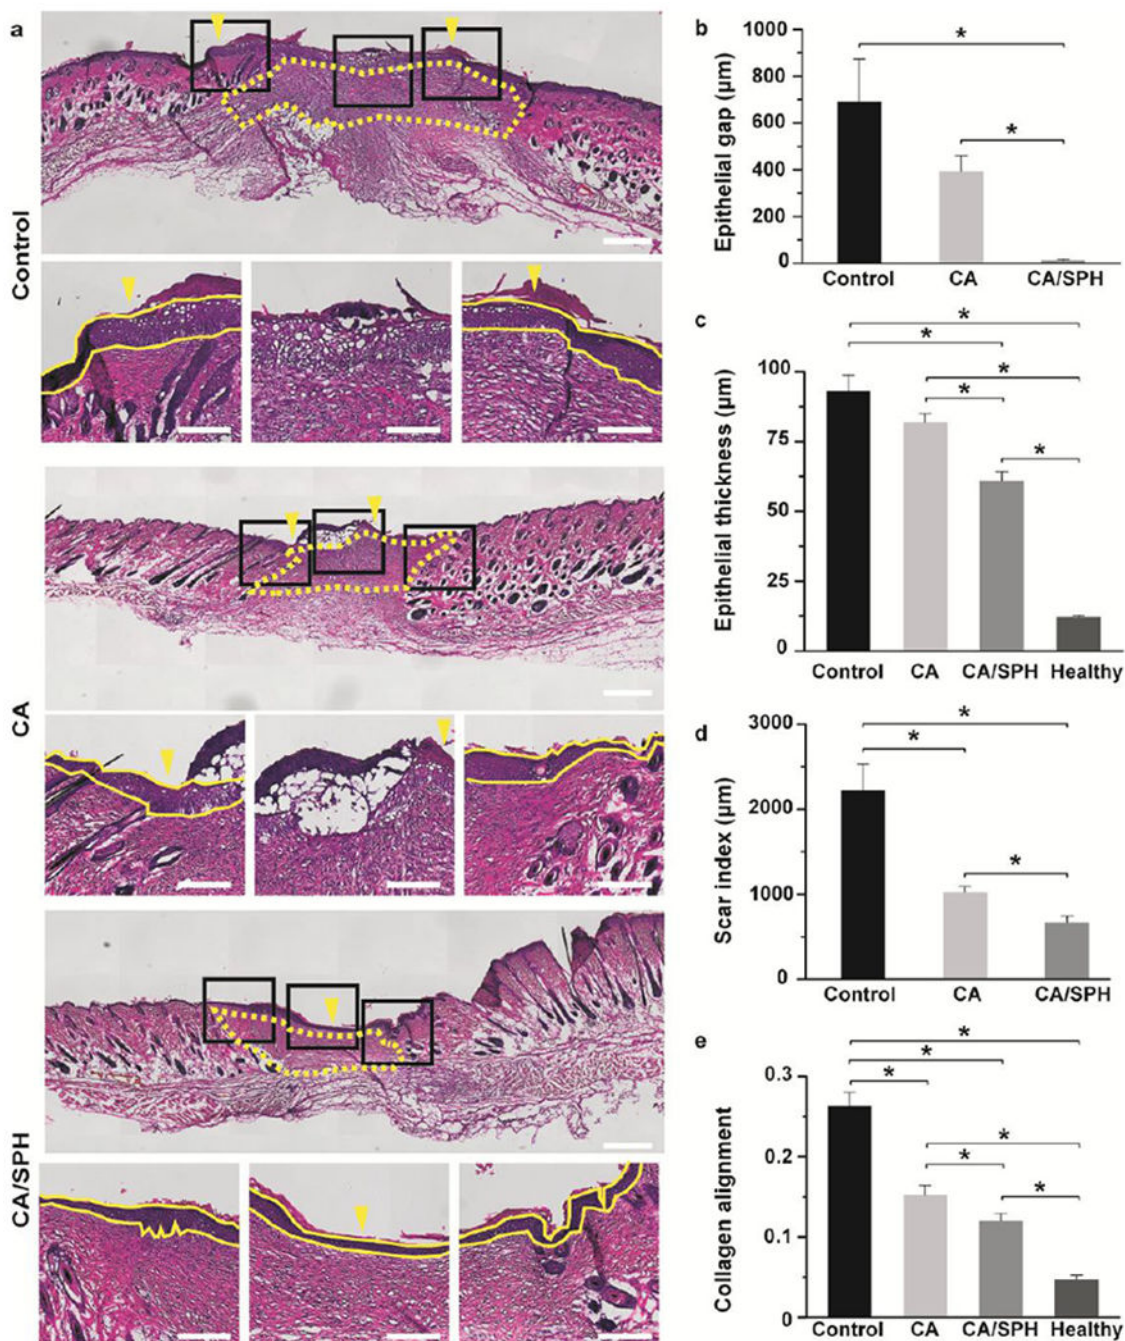 a
Control
CA
CA/SPH
b
Epithelial gap (µm)
1000
800
600
400
200
0
Control CA CA/SPH
*
*
c
Epithelial thickness (µm)
100
75
50
25
0
Control CA CA/SPH Healthy
*
*
*
*
*
d
Scar index (µm)
3000
2000
1000
0
Control CA CA/SPH
*
*
*
e
Collagen alignment
0.3
0.2
0.1
0
Control CA CA/SPH Healthy
*
*
*
*
*
*